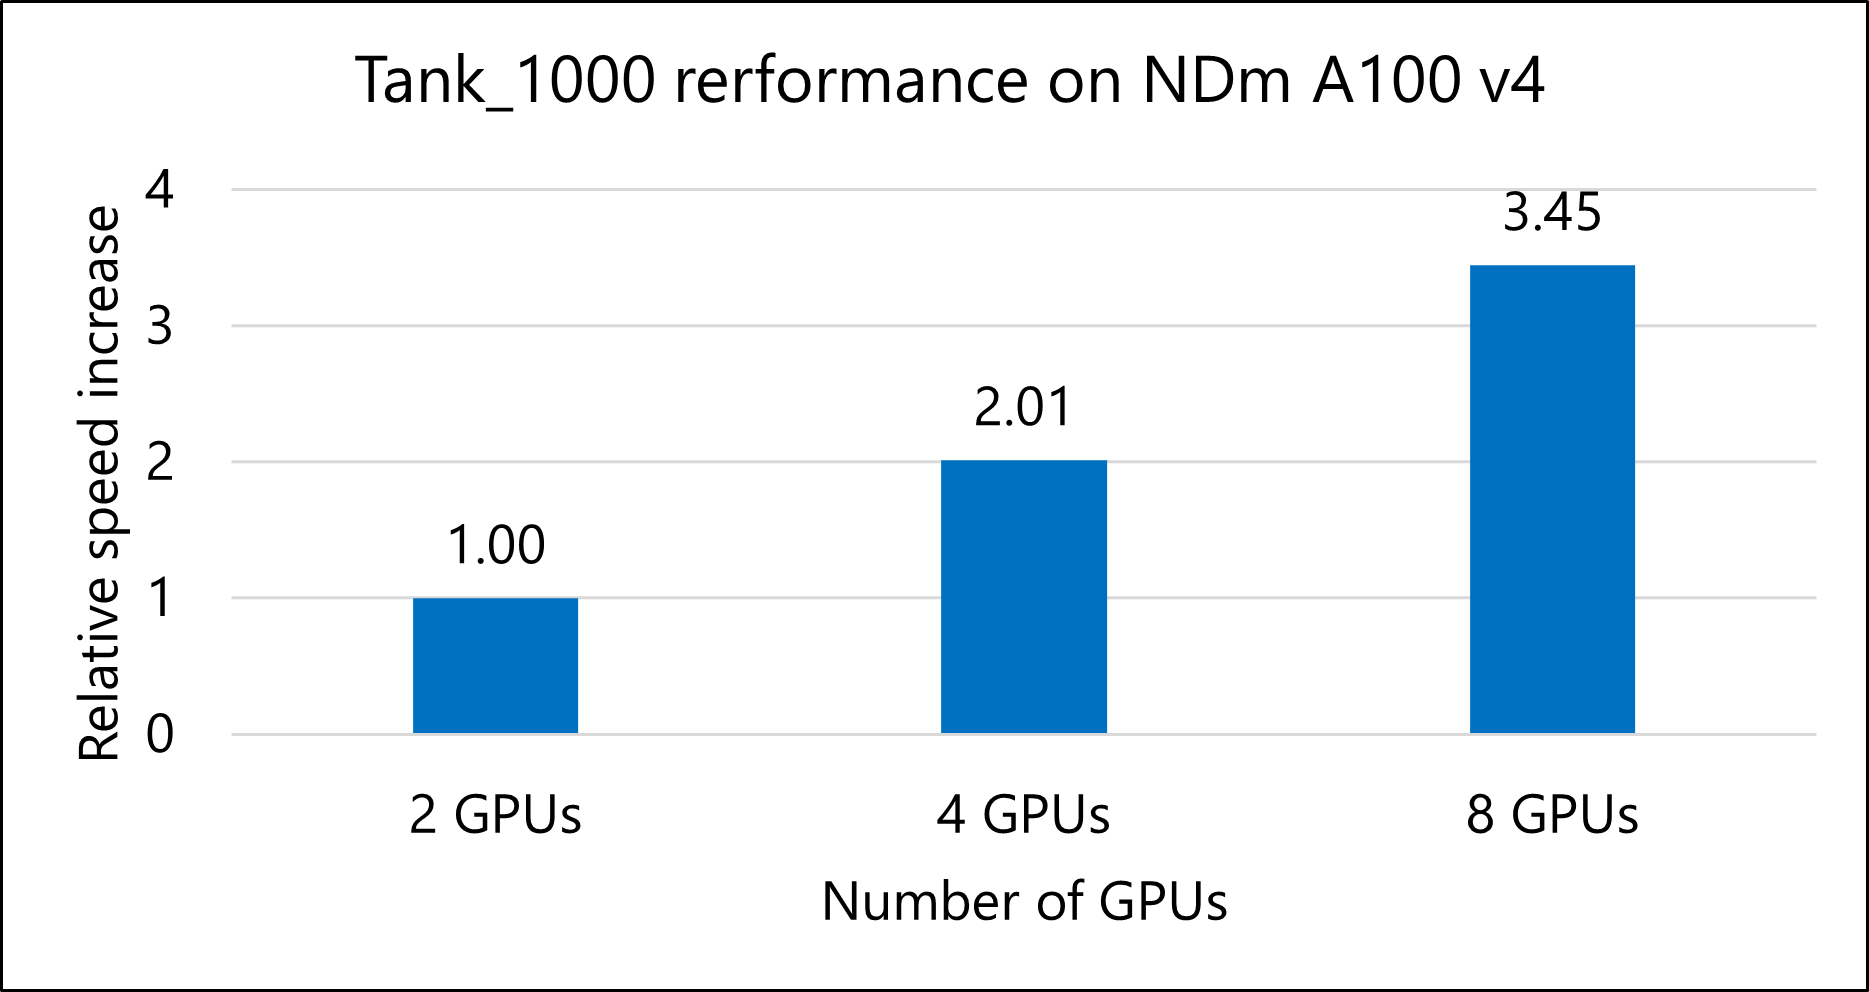 Tank_1000 rerformance on NDm A100 v4
Relative speed increase
4
3
2
1
0
1.00
2.01
3.45
2 GPUs
4 GPUs
8 GPUs
Number of GPUs